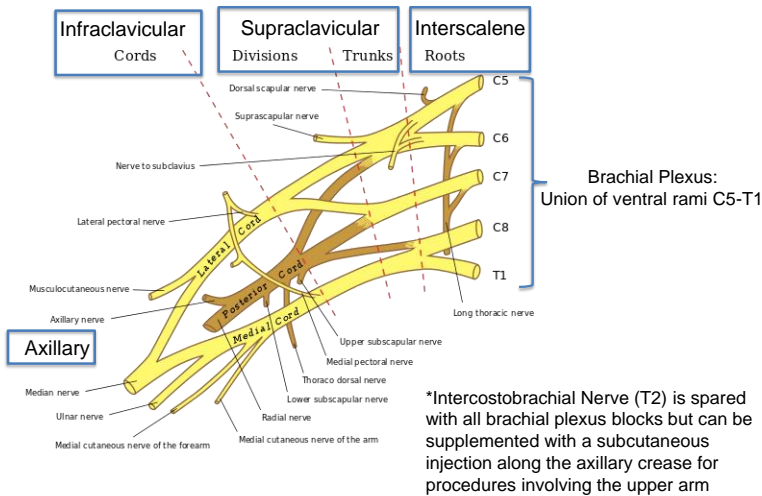 Infraclavicular
Cords
Supraclavicular
Divisions Trunks
Interscalene
Roots
Dorsal scapular nerve
C5
Suprascapular nerve
C6
Nerve to subclavius
C7
Brachial Plexus:
Union of ventral rami C5-T1
Lateral pectoral nerve
C8
Lateral Cord
T1
Posterior Cord
Musculocutaneous nerve
Long thoracic nerve
Axillary nerve
Medial Cord
Upper subscapular nerve
Axillary
Medial pectoral nerve
Thoraco dorsal nerve
Median nerve
Lower subscapular nerve
Ulnar nerve
Radial nerve
Medial cutaneous nerve of the forearm
Medial cutaneous nerve of the arm
*Intercostobrachial Nerve (T2) is spared
with all brachial plexus blocks but can be
supplemented with a subcutaneous
injection along the axillary crease for
procedures involving the upper arm